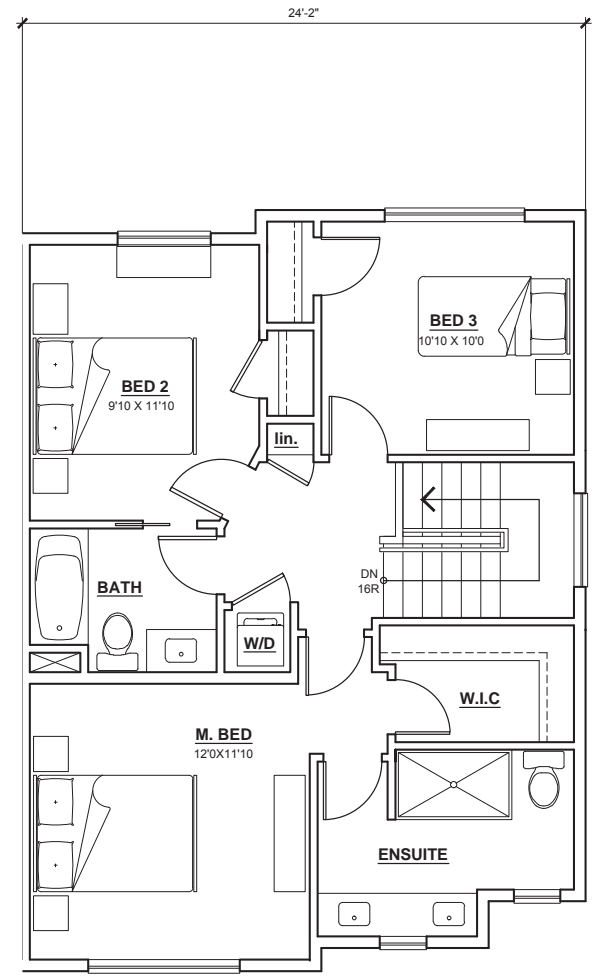 24'-2"
BED 3
10'10 X 10'0
BED 2
9'10 X 11'10
lin.
DN
16R
BATH
W/D
W.I.C
M. BED
12'0X11'10
ENSUITE